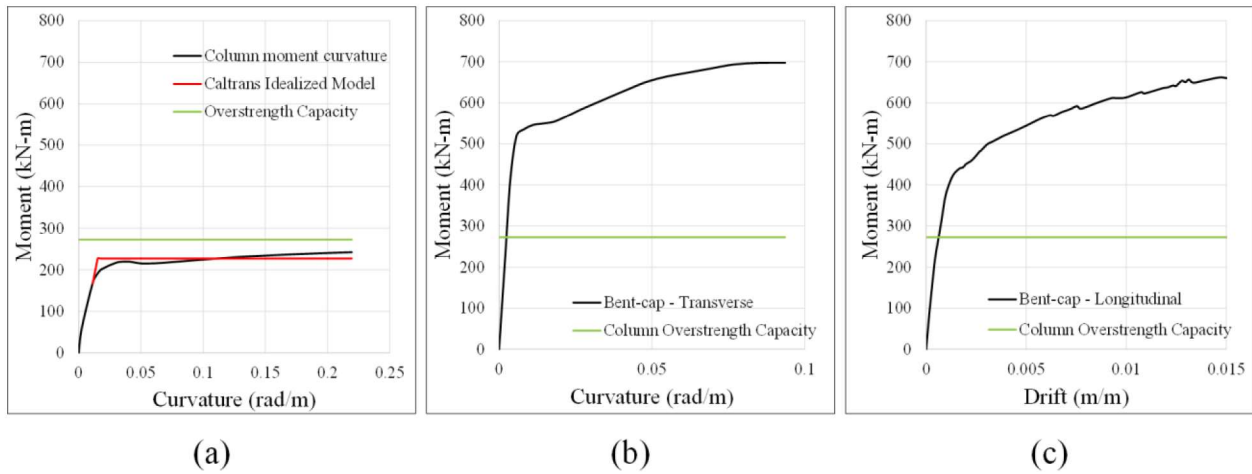 800
700
600
500
400
300
200
100
0
Moment (kN-m)
Column moment curvature
Caltrans Idealized Model
Overstrength Capacity
0 0.05 0.1 0.15 0.2 0.25
Curvature (rad/m)
(a)
800
700
600
500
400
300
200
100
0
Moment (kN-m)
Bent-cap - Transverse
Column Overstrength Capacity
0 0.05 0.1
Curvature (rad/m)
(b)
800
700
600
500
400
300
200
100
0
Moment (kN-m)
Bent-cap - Longitudinal
Column Overstrength Capacity
0 0.005 0.01 0.015
Drift (m/m)
(c)